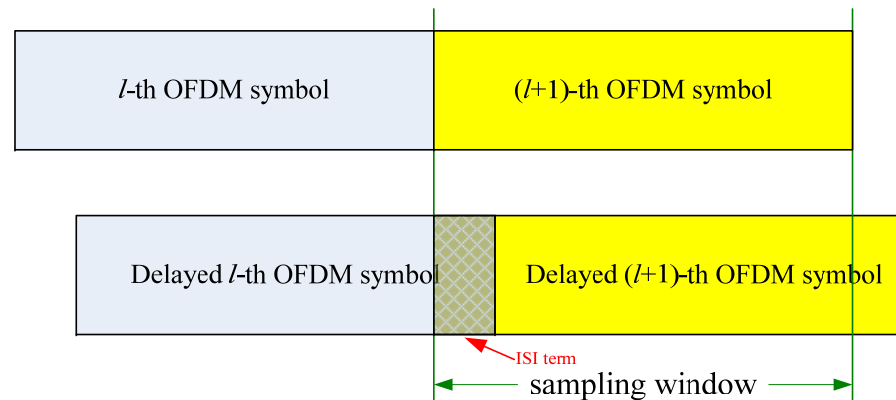 l-th OFDM symbol
(l+1)-th OFDM symbol
Delayed l-th OFDM symbol
Delayed (l+1)-th OFDM symbol
ISI term
sampling window